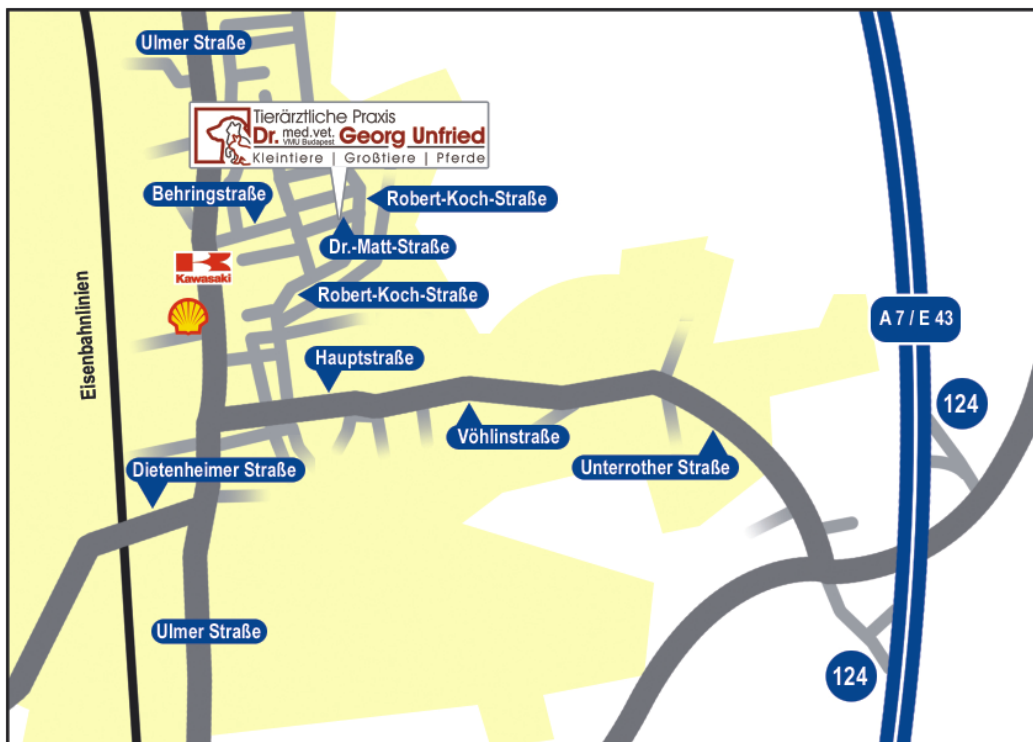 Ulmer Straße
Tierärztliche Praxis
Dr. med.vet. VMU Budapest Georg Unfried
Kleintiere | Großtiere | Pferde
Behringstraße
Robert-Koch-Straße
Dr.-Matt-Straße
Kawasaki
Robert-Koch-Straße
Eisenbahnlinien
A 7 / E 43
Hauptstraße
124
Vöhlinstraße
Dietenheimer Straße
Unterrother Straße
Ulmer Straße
124